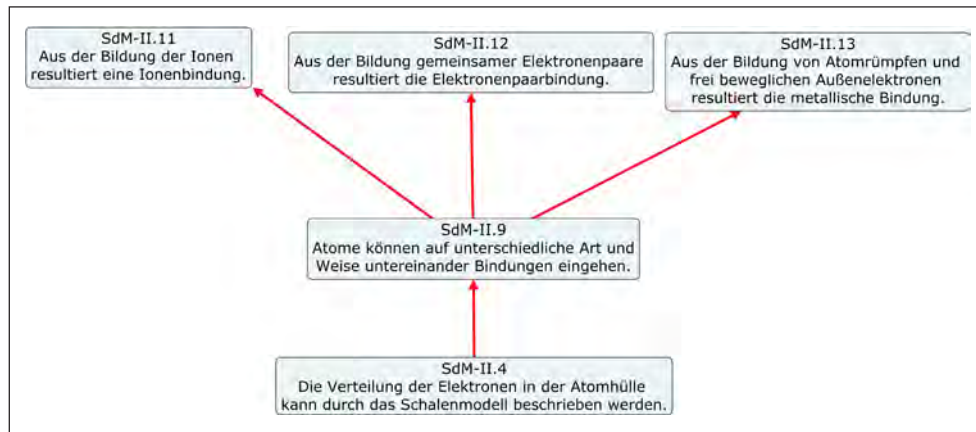 SdM-II.11
Aus der Bildung der Ionen
resultiert eine Ionenbindung.
SdM-II.12
Aus der Bildung gemeinsamer Elektronenpaare
resultiert die Elektronenpaarbindung.
SdM-II.13
Aus der Bildung von Atomrümpfen und
frei beweglichen Außenelektronen
resultiert die metallische Bindung.
SdM-II.9
Atome können auf unterschiedliche Art und
Weise untereinander Bindungen eingehen.
SdM-II.4
Die Verteilung der Elektronen in der Atomhülle
kann durch das Schalenmodell beschrieben werden.